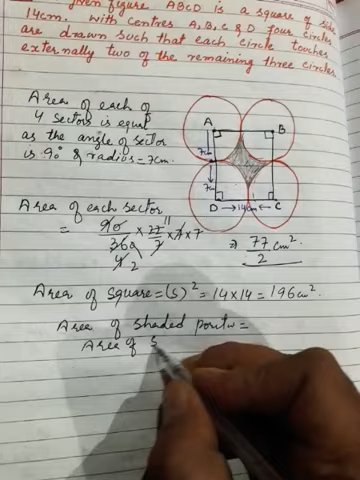 given figure ABCD is a square of side
14cm. With centres A, B, C & D four circles
are drawn such that each circle touches
externally two of the remaining three circles.
Area of each of
4 sectors is equal
as the angle of sector
is 90° & radius = 7cm.
A B
7cm
7cm
D → 14cm ← C
Area of each sector
= 90/360 × 22/7 × 7 × 7 ⇒ 77/2 cm².
11
4 2
Area of square = (S)² = 14 × 14 = 196cm².
Area of shaded portion =
Area of S